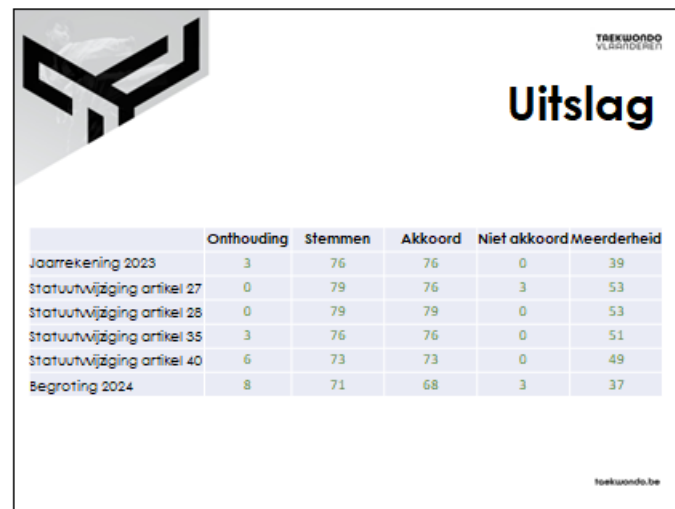 TAEKWONDO
VLAANDEREN
Uitslag
Onthouding Stemmen Akkoord Niet akkoord Meerderheid
Jaarrekening 2023 3 76 76 0 39
Statuutwijziging artikel 27 0 79 76 3 53
Statuutwijziging artikel 28 0 79 79 0 53
Statuutwijziging artikel 35 3 76 76 0 51
Statuutwijziging artikel 40 6 73 73 0 49
Begroting 2024 8 71 68 3 37
taekwondo.be